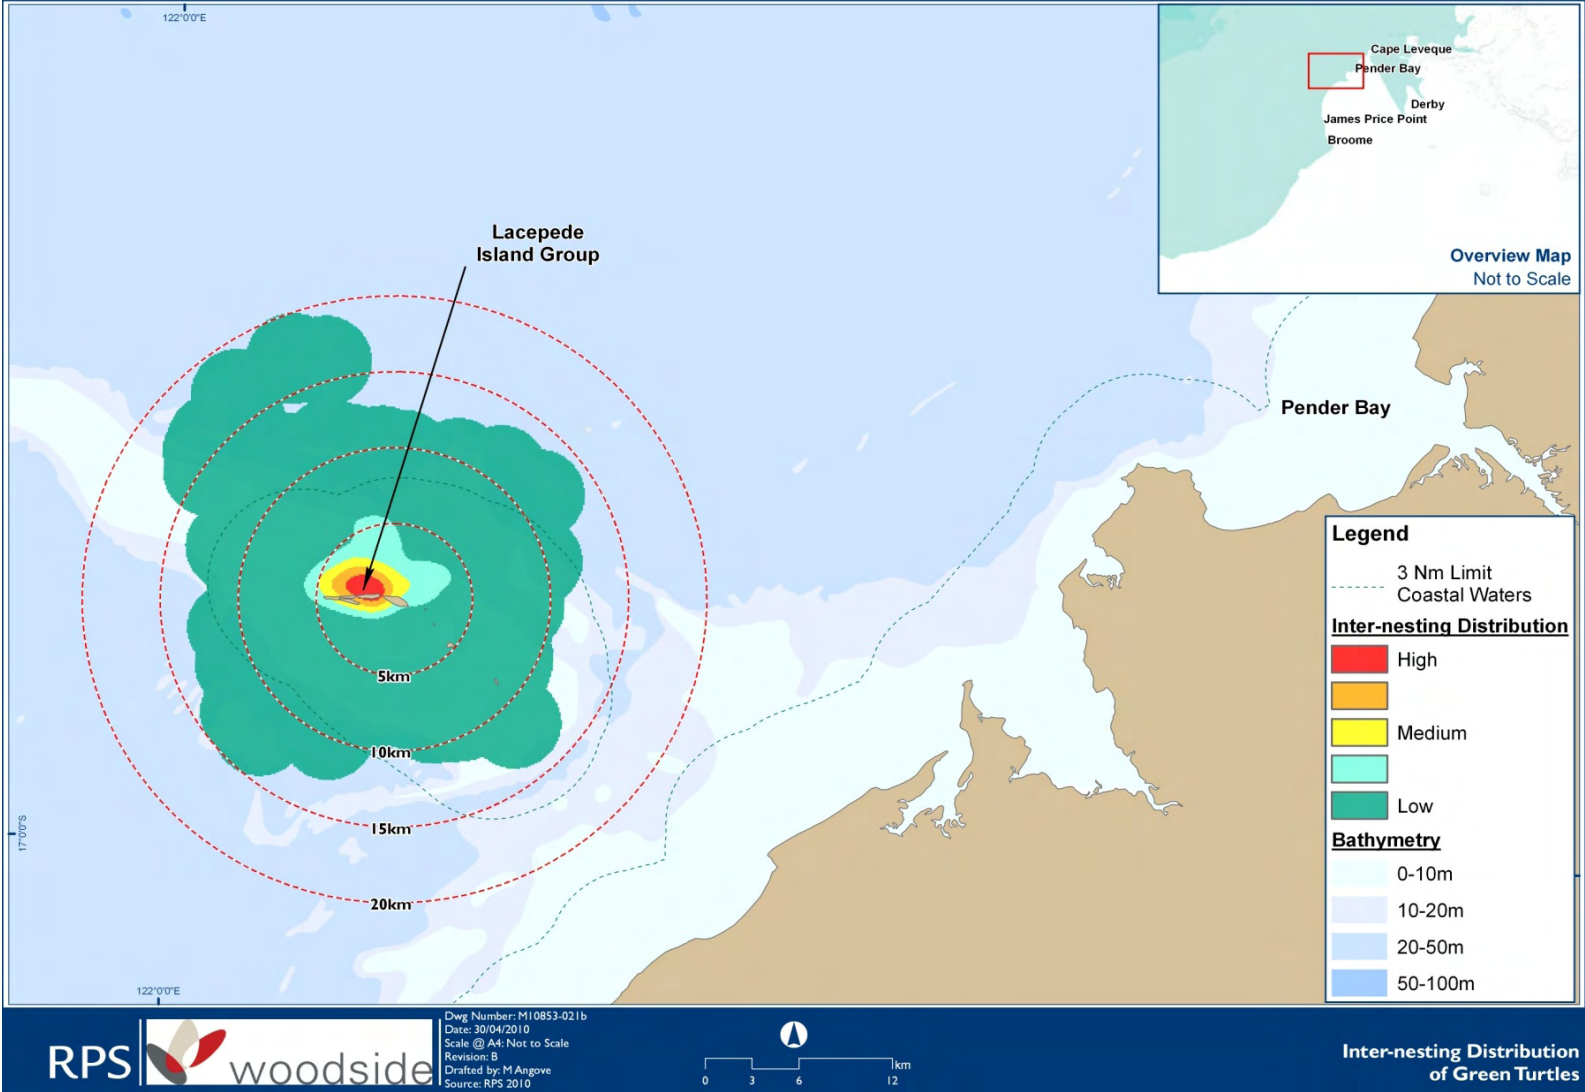 122°0'0"E
Cape Leveque
Pender Bay
Derby
James Price Point
Broome
Overview Map
Not to Scale
Lacepede
Island Group
Pender Bay
5km
10km
15km
20km
17°0'0"S
122°0'0"E
Legend
3 Nm Limit
Coastal Waters
Inter-nesting Distribution
High
Medium
Low
Bathymetry
0-10m
10-20m
20-50m
50-100m
RPS
woodside
Dwg Number: M10853-021b
Date: 30/04/2010
Scale @ A4: Not to Scale
Revision: B
Drafted by: M Angove
Source: RPS 2010
km
0 3 6 12
Inter-nesting Distribution
of Green Turtles